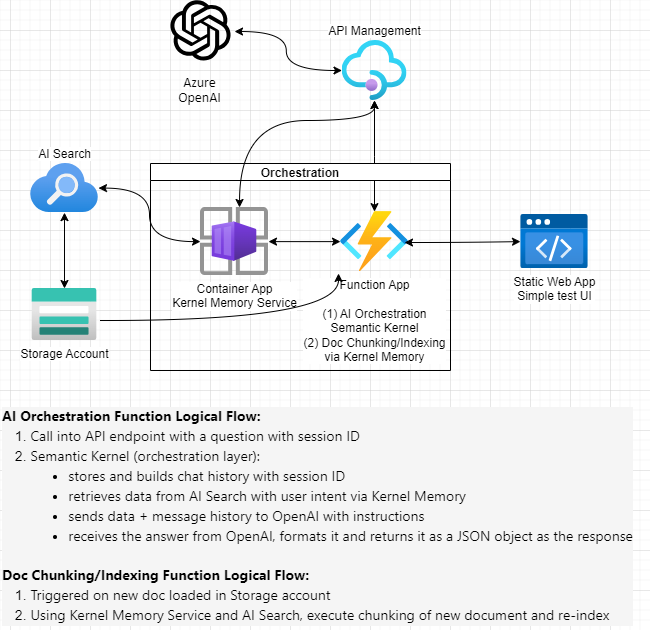 API Management
Azure
OpenAI
AI Search
Orchestration
Container App
Kernel Memory Service
Function App
(1) AI Orchestration
Semantic Kernel
(2) Doc Chunking/Indexing
via Kernel Memory
Static Web App
Simple test UI
Storage Account
AI Orchestration Function Logical Flow:
1. Call into API endpoint with a question with session ID
2. Semantic Kernel (orchestration layer):
• stores and builds chat history with session ID
• retrieves data from AI Search with user intent via Kernel Memory
• sends data + message history to OpenAI with instructions
• receives the answer from OpenAI, formats it and returns it as a JSON object as the response
Doc Chunking/Indexing Function Logical Flow:
1. Triggered on new doc loaded in Storage account
2. Using Kernel Memory Service and AI Search, execute chunking of new document and re-index